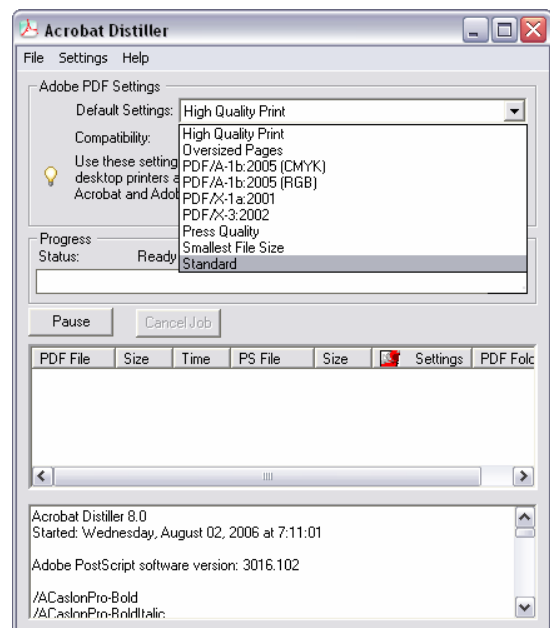 Acrobat Distiller
File Settings Help
Adobe PDF Settings
Default Settings: High Quality Print
Compatibility:
High Quality Print
Oversized Pages
PDF/A-1b:2005 (CMYK)
PDF/A-1b:2005 (RGB)
PDF/X-1a:2001
PDF/X-3:2002
Press Quality
Smallest File Size
Standard
Use these setting
desktop printers a
Acrobat and Adob
Progress
Status: Ready
Pause Cancel Job
PDF File Size Time PS File Size Settings PDF Fold
Acrobat Distiller 8.0
Started: Wednesday, August 02, 2006 at 7:11:01
Adobe PostScript software version: 3016.102
/ACaslonPro-Bold
/ACaslonPro-BoldItalic